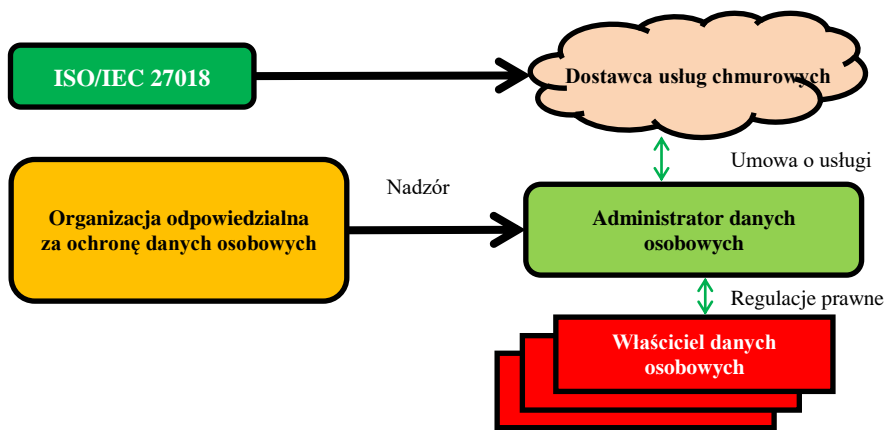 ISO/IEC 27018
Dostawca usług chmurowych
Umowa o usługi
Nadzór
Organizacja odpowiedzialna
za ochronę danych osobowych
Administrator danych
osobowych
Regulacje prawne
Właściciel danych
osobowych